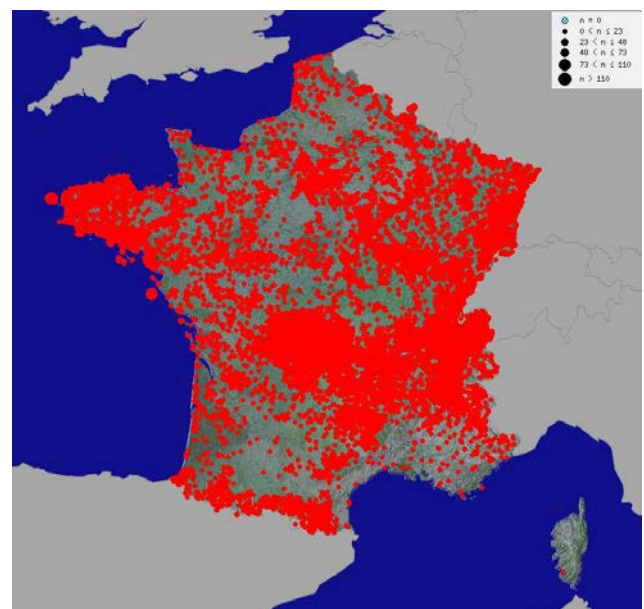 n = 0
0 < n ≤ 23
23 < n ≤ 48
48 < n ≤ 73
73 < n ≤ 110
n > 110